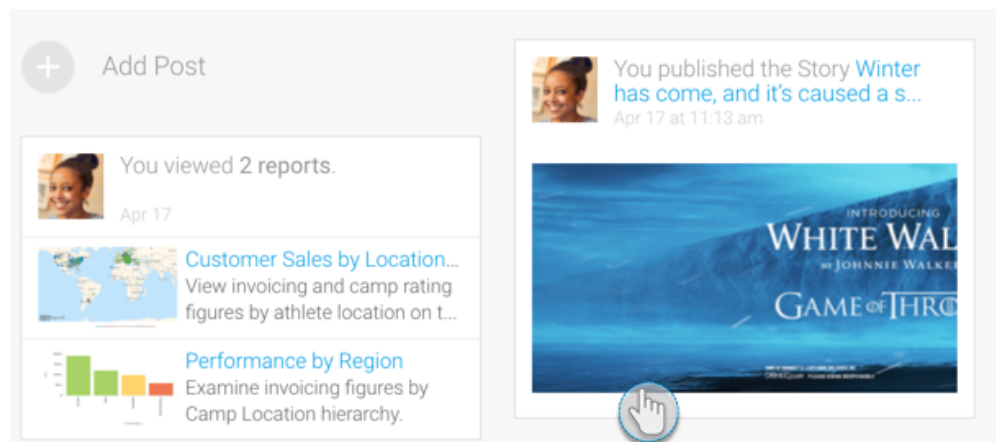 Add Post
You viewed 2 reports.
Apr 17
Customer Sales by Location...
View invoicing and camp rating
figures by athlete location on t...
Performance by Region
Examine invoicing figures by
Camp Location hierarchy.
You published the Story Winter
has come, and it's caused a s...
Apr 17 at 11:13 am
INTRODUCING
WHITE WAL
BY JOHNNIE WALKE
GAME OF THRO